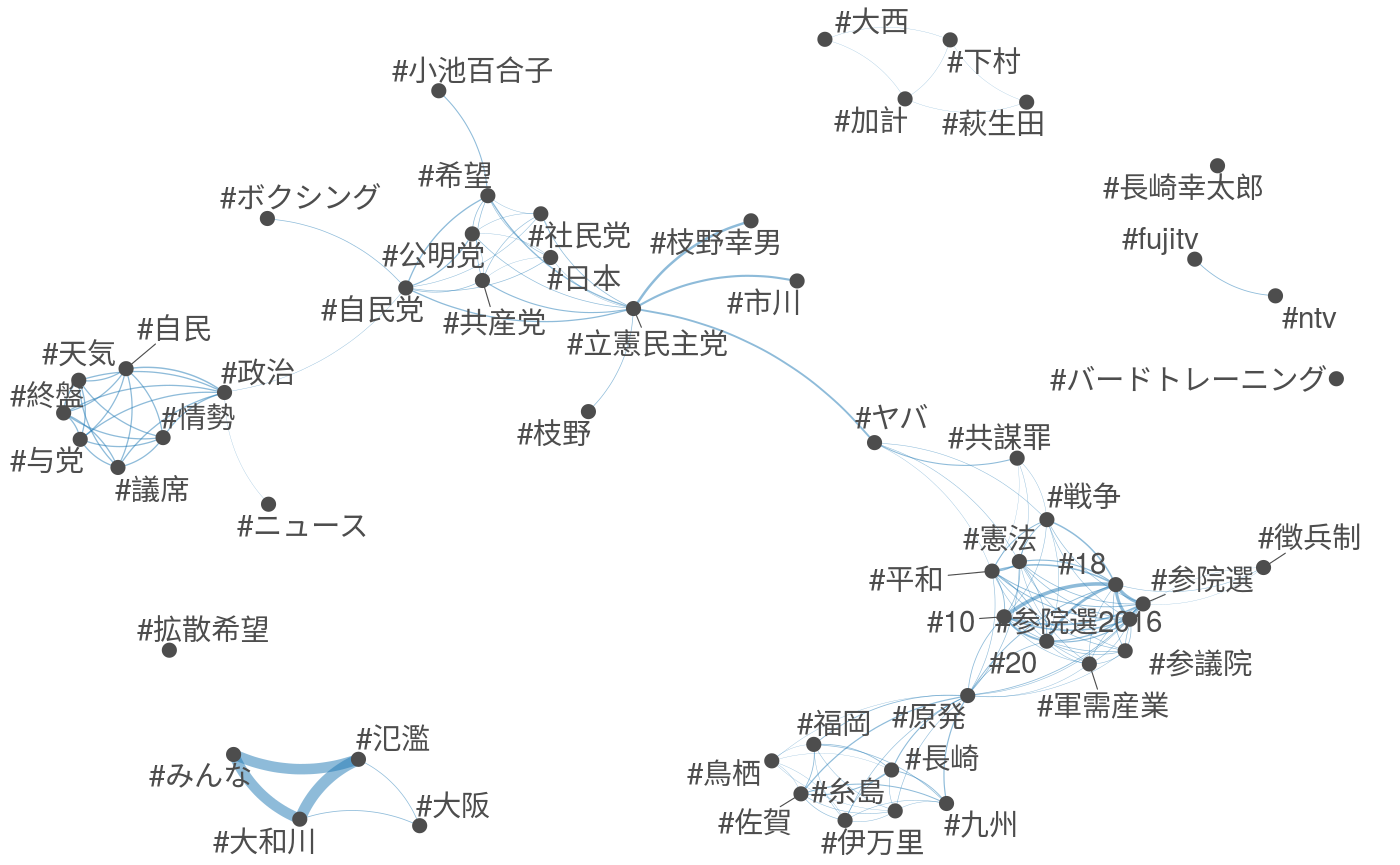 #大西
#下村
#小池百合子
#加計
#萩生田
#希望
#長崎幸太郎
#ボクシング
#社民党
#枝野幸男
#fujitv
#公明党
#日本
#自民党
#共産党
#市川
#ntv
#自民
#立憲民主党
#天気
#政治
#バードトレーニング
#終盤
#情勢
#ヤバ
#枝野
#共謀罪
#与党
#議席
#戦争
#ニュース
#憲法
#徴兵制
#18
#平和
#参院選
#10
#参院選2016
#拡散希望
#20
#参議院
#軍需産業
#原発
#福岡
#氾濫
#長崎
#みんな
#鳥栖
#糸島
#大阪
#佐賀
#九州
#大和川
#伊万里